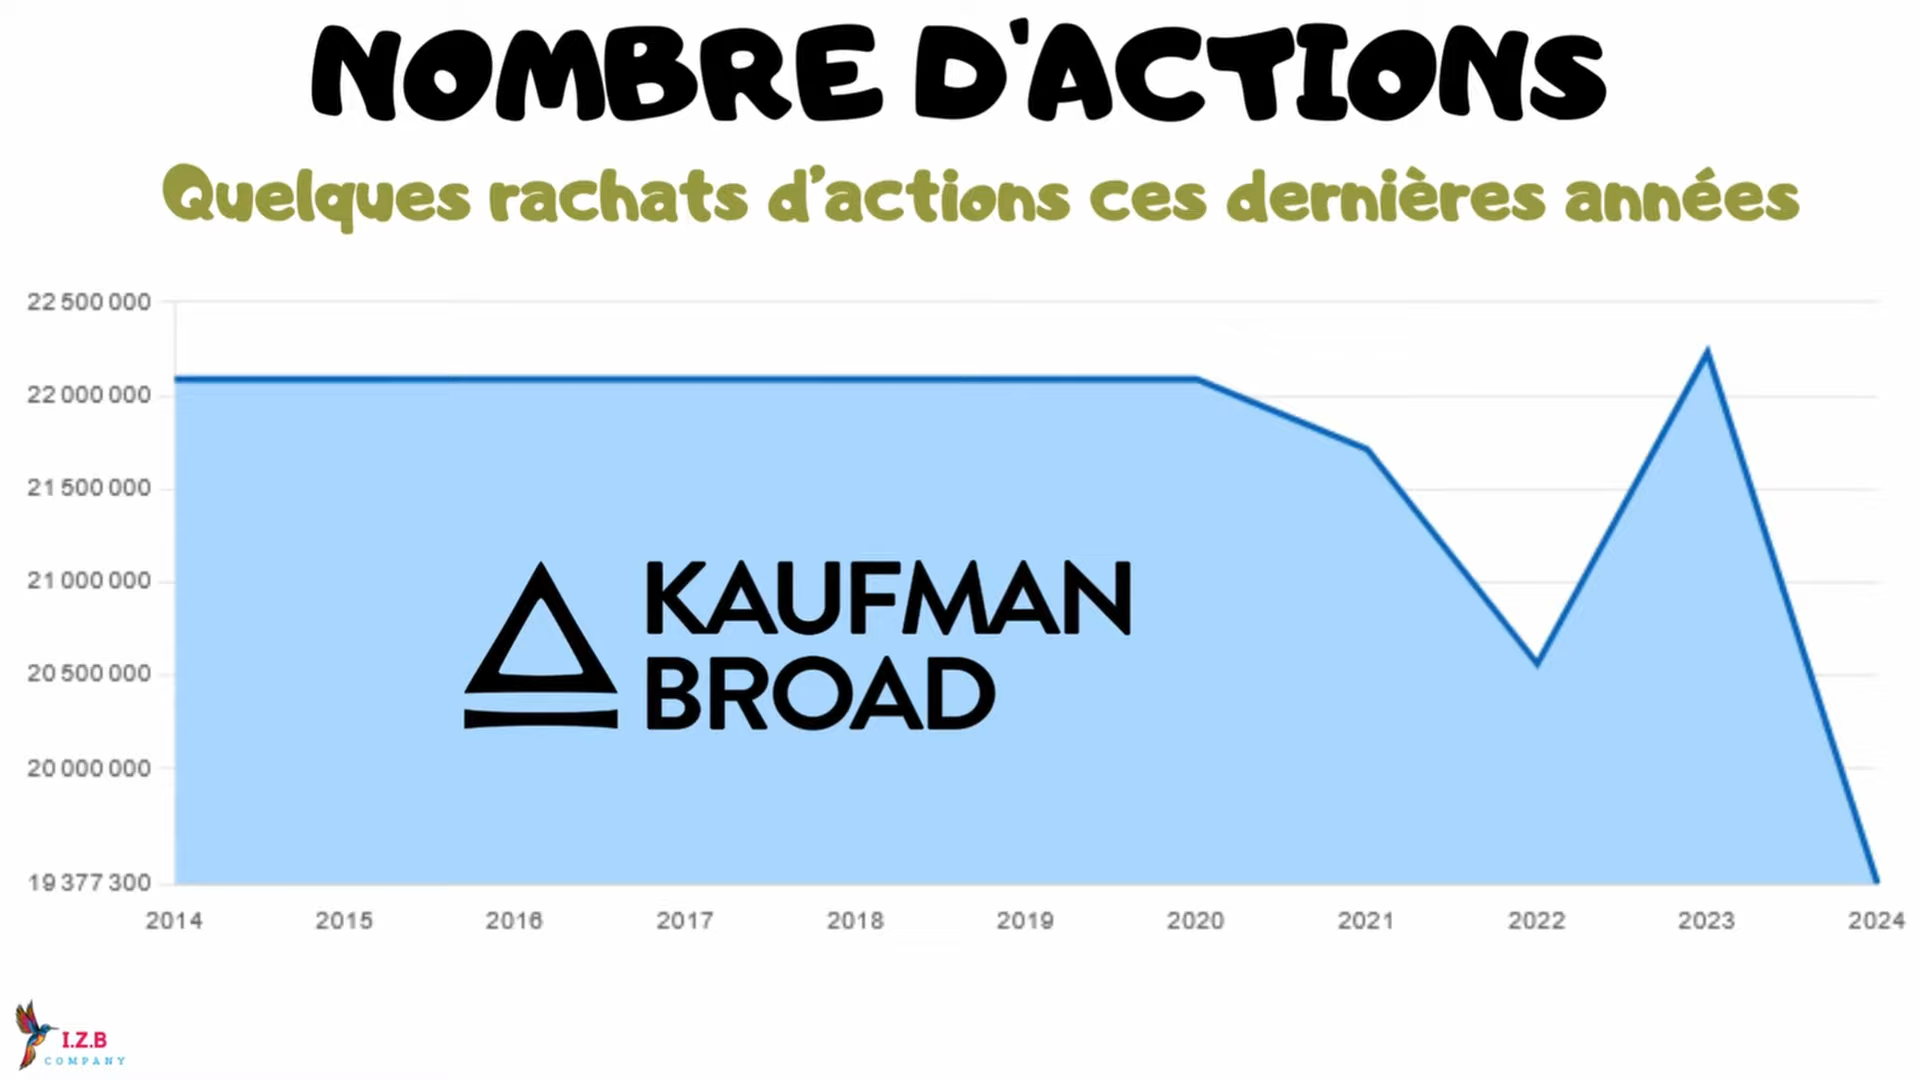 NOMBRE D'ACTIONS
Quelques rachats d'actions ces dernières années
22 500 000
22 000 000
21 500 000
21 000 000
20 500 000
20 000 000
19 377 300
KAUFMAN
BROAD
2014 2015 2016 2017 2018 2019 2020 2021 2022 2023 2024
I.Z.B
COMPANY